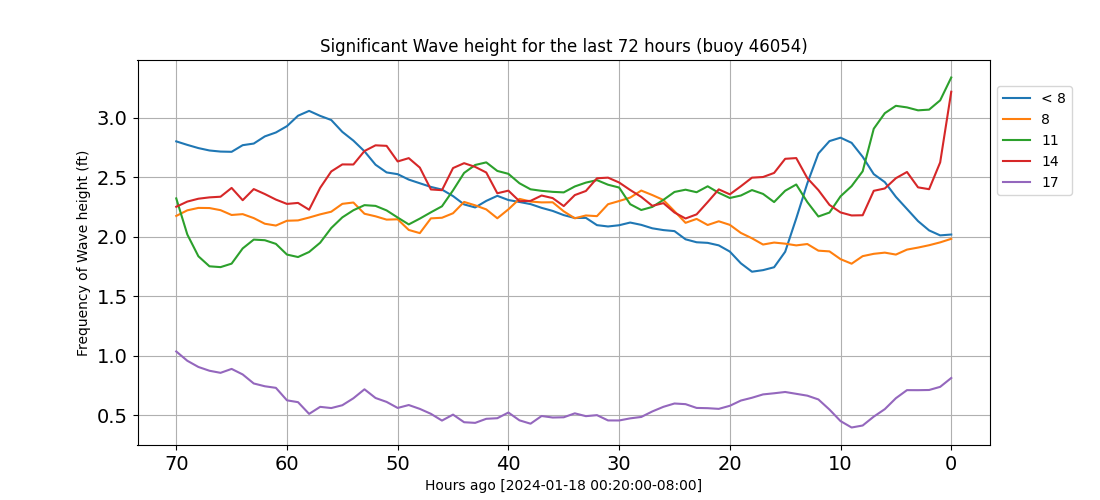 Significant Wave height for the last 72 hours (buoy 46054)
Frequency of Wave height (ft)
3.0
2.5
2.0
1.5
1.0
0.5
70 60 50 40 30 20 10 0
Hours ago [2024-01-18 00:20:00-08:00]
< 8
8
11
14
17